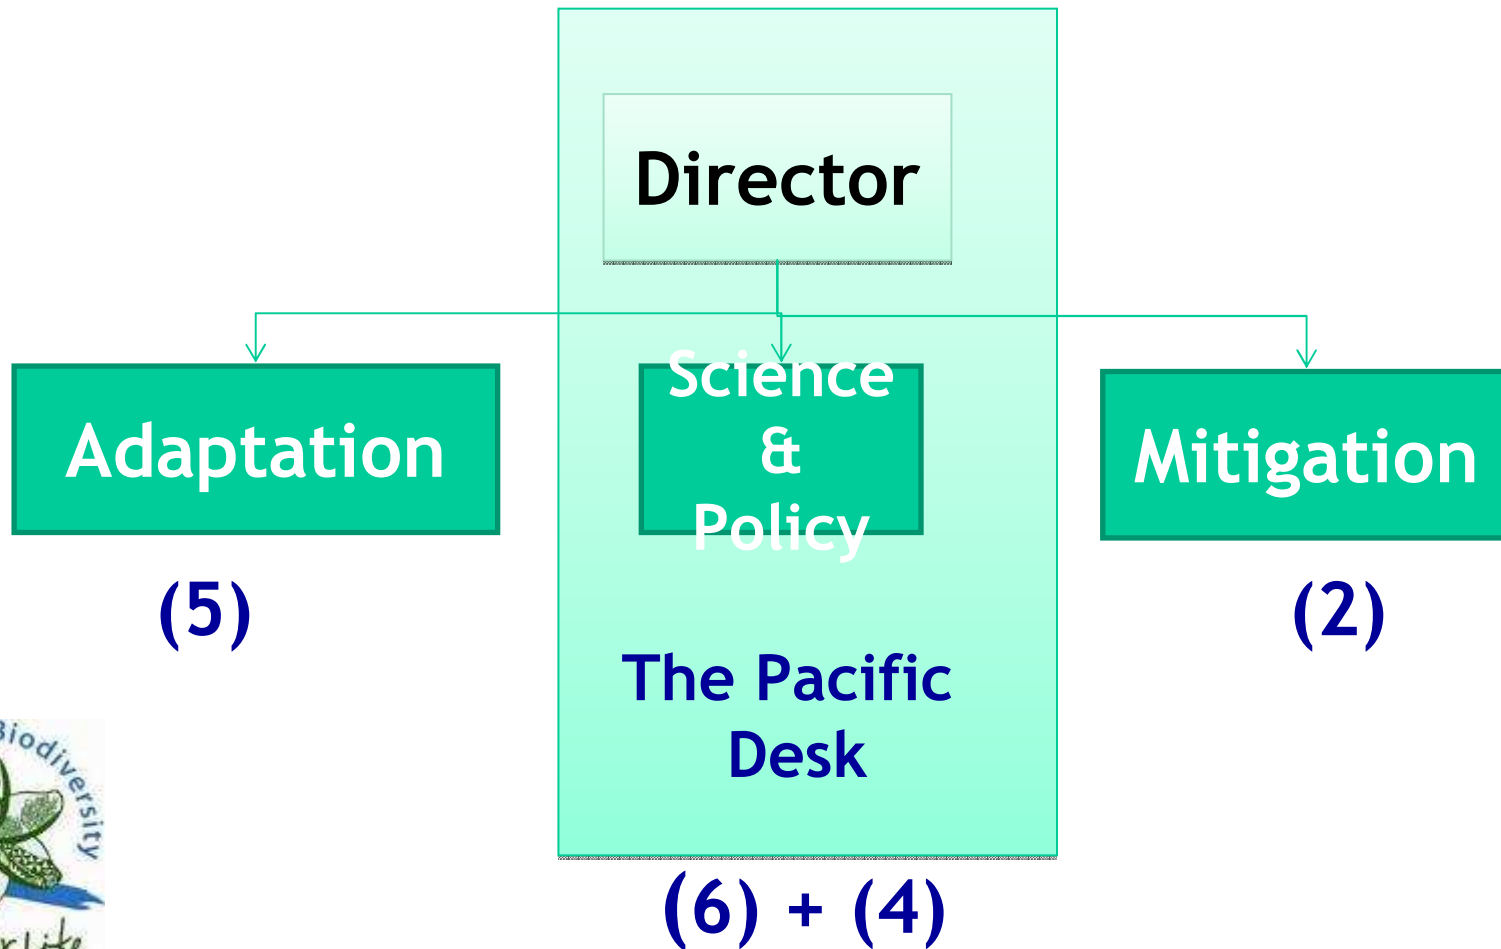 Director
Adaptation
Science
&
Policy
Mitigation
(5)
(2)
The Pacific
Desk
Biodiversity
(6) + (4)